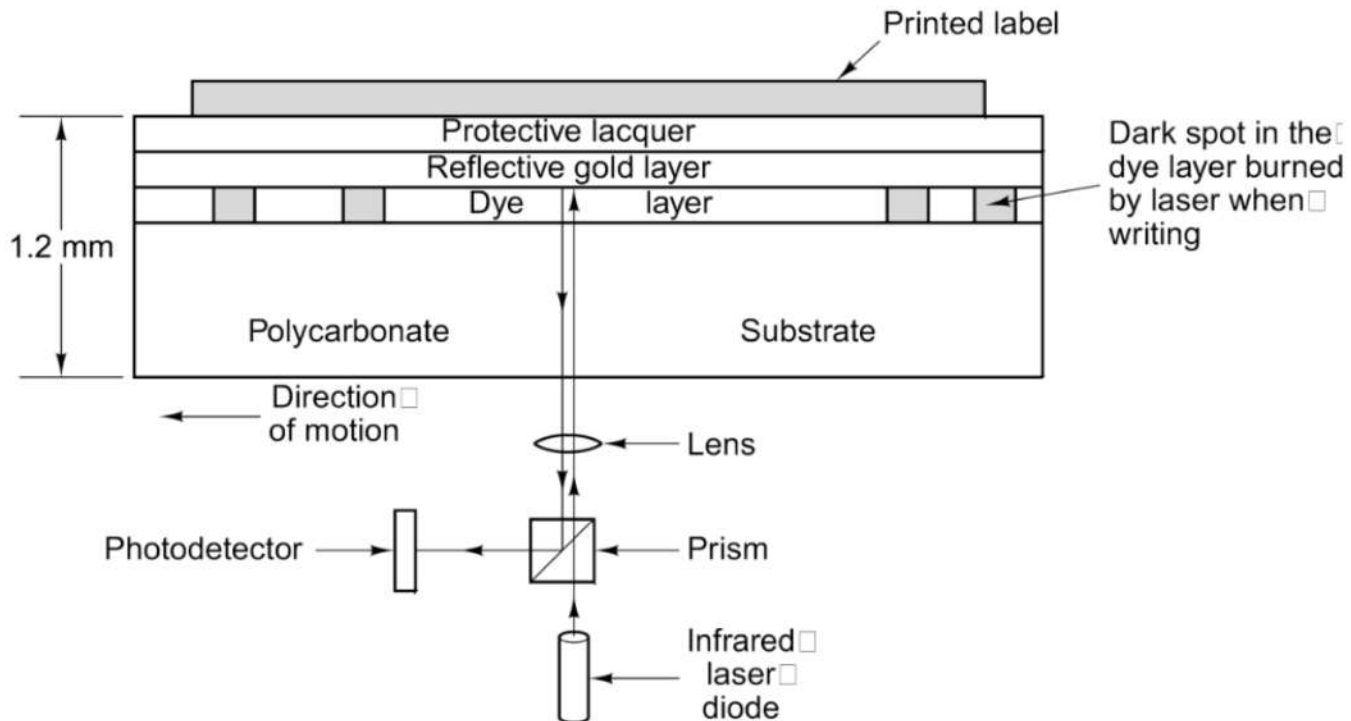 Printed label
Protective lacquer
Reflective gold layer
Dye layer
Dark spot in the
dye layer burned
by laser when
writing
1.2 mm
Polycarbonate Substrate
Direction
of motion
Lens
Photodetector
Prism
Infrared
laser
diode